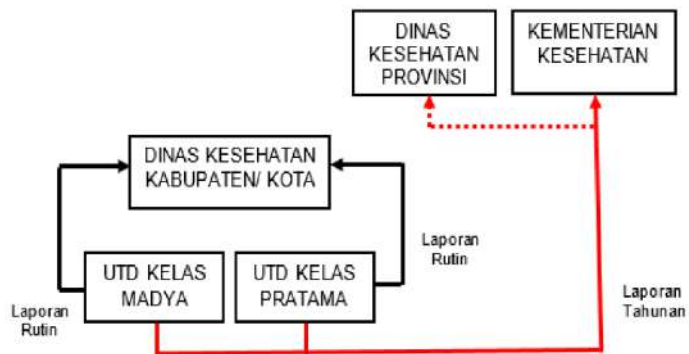 DINAS
KESEHATAN
PROVINSI
KEMENTERIAN
KESEHATAN
DINAS KESEHATAN
KABUPATEN/ KOTA
UTD KELAS
MADYA
UTD KELAS
PRATAMA
Laporan
Rutin
Laporan
Rutin
Laporan
Tahunan